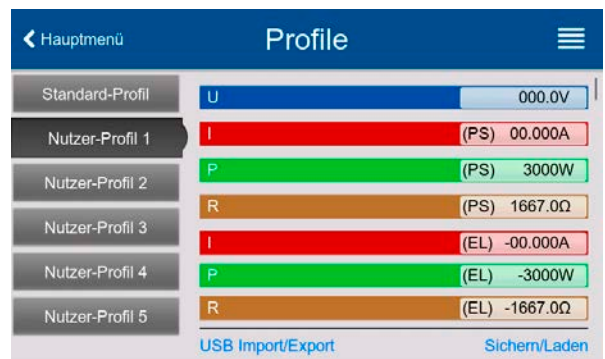 Hauptmenü
Profile
Standard-Profil
Nutzer-Profil 1
Nutzer-Profil 2
Nutzer-Profil 3
Nutzer-Profil 4
Nutzer-Profil 5
U 000.0V
I (PS) 00.000A
P (PS) 3000W
R (PS) 1667.0Ω
I (EL) -00.000A
P (EL) -3000W
R (EL) -1667.0Ω
USB Import/Export
Sichern/Laden